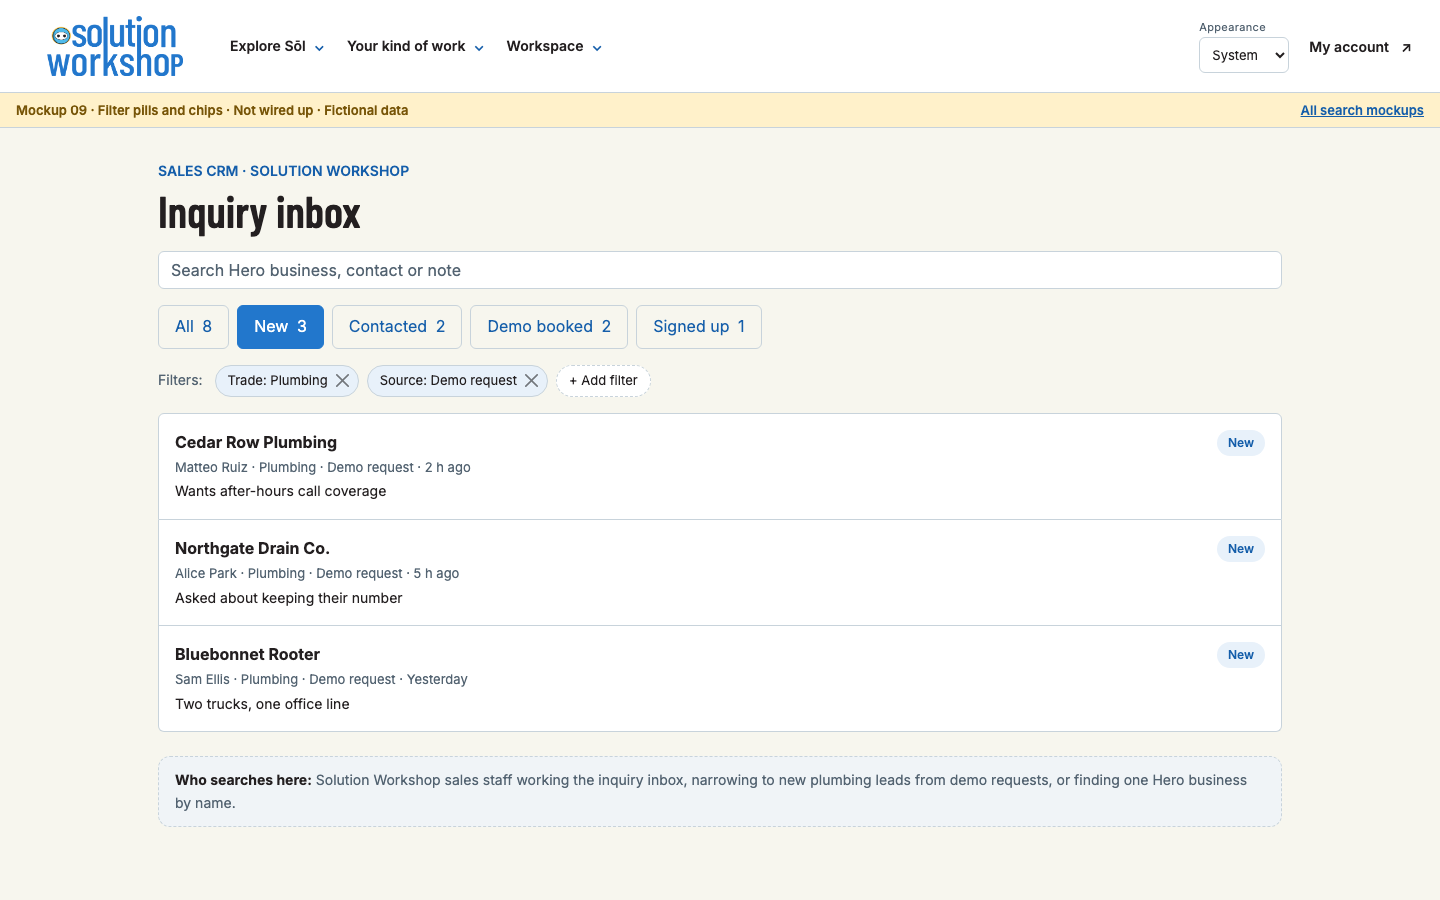 solution
workshop
Explore Sōl
Your kind of work
Workspace
Appearance
System
My account
Mockup 09 · Filter pills and chips · Not wired up · Fictional data
All search mockups
SALES CRM · SOLUTION WORKSHOP
Inquiry inbox
Search Hero business, contact or note
All 8
New 3
Contacted 2
Demo booked 2
Signed up 1
Filters:
Trade: Plumbing
Source: Demo request
+ Add filter
Cedar Row Plumbing
New
Matteo Ruiz · Plumbing · Demo request · 2 h ago
Wants after-hours call coverage
Northgate Drain Co.
New
Alice Park · Plumbing · Demo request · 5 h ago
Asked about keeping their number
Bluebonnet Rooter
New
Sam Ellis · Plumbing · Demo request · Yesterday
Two trucks, one office line
Who searches here: Solution Workshop sales staff working the inquiry inbox, narrowing to new plumbing leads from demo requests, or finding one Hero business
by name.